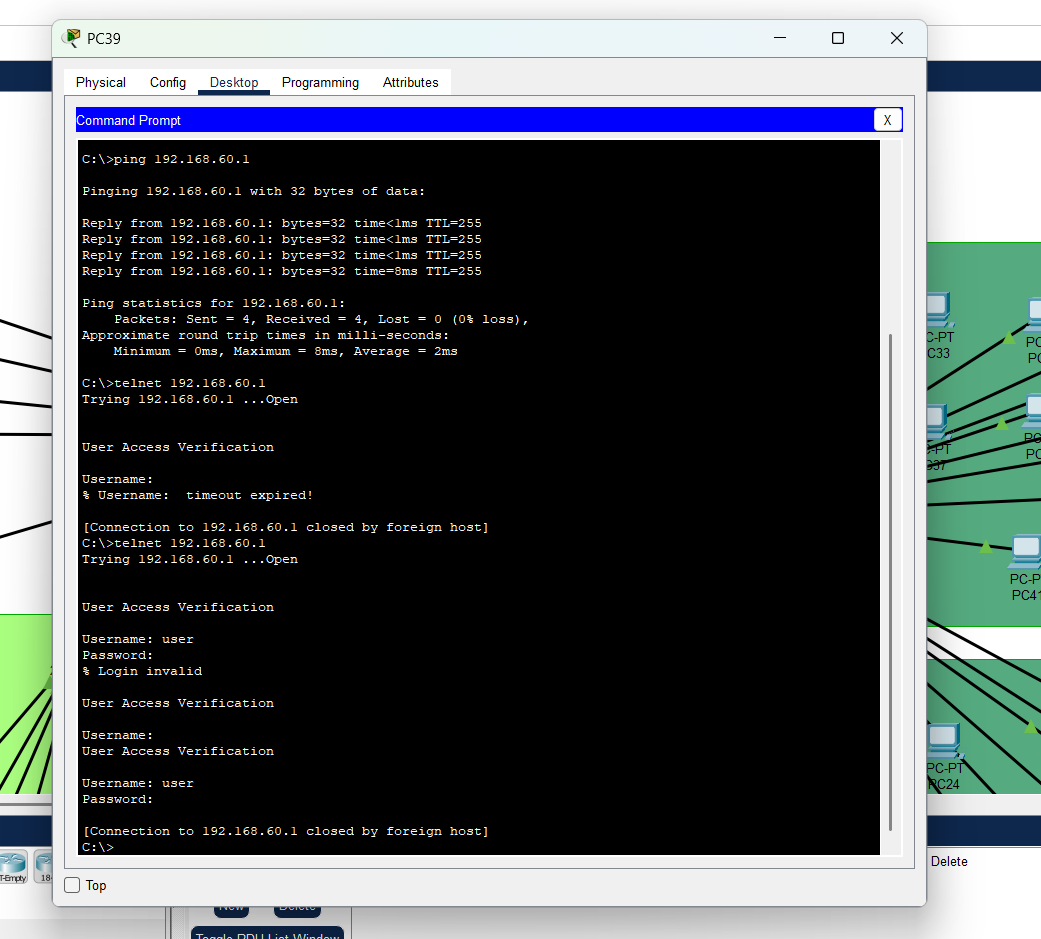 PC39
Physical Config Desktop Programming Attributes
Command Prompt
X
C:\>ping 192.168.60.1
Pinging 192.168.60.1 with 32 bytes of data:
Reply from 192.168.60.1: bytes=32 time<1ms TTL=255
Reply from 192.168.60.1: bytes=32 time<1ms TTL=255
Reply from 192.168.60.1: bytes=32 time<1ms TTL=255
Reply from 192.168.60.1: bytes=32 time=8ms TTL=255
Ping statistics for 192.168.60.1:
Packets: Sent = 4, Received = 4, Lost = 0 (0% loss),
Approximate round trip times in milli-seconds:
Minimum = 0ms, Maximum = 8ms, Average = 2ms
C:\>telnet 192.168.60.1
Trying 192.168.60.1 ...Open
User Access Verification
Username:
% Username:  timeout expired!
[Connection to 192.168.60.1 closed by foreign host]
C:\>telnet 192.168.60.1
Trying 192.168.60.1 ...Open
User Access Verification
Username: user
Password:
% Login invalid
User Access Verification
Username:
User Access Verification
Username: user
Password:
[Connection to 192.168.60.1 closed by foreign host]
C:\>
Top
C-PT
C33
PC
PC
PC
PC-P
PC41
PC-PT
PC24
T-Empty
18
Delete
New
Delete
Toggle PDU List Window